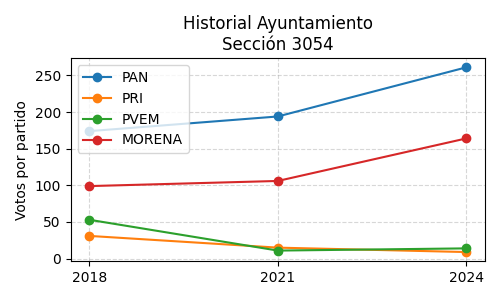 Historial Ayuntamiento
Sección 3054
Votos por partido
250
200
150
100
50
0
PAN
PRI
PVEM
MORENA
2018
2021
2024